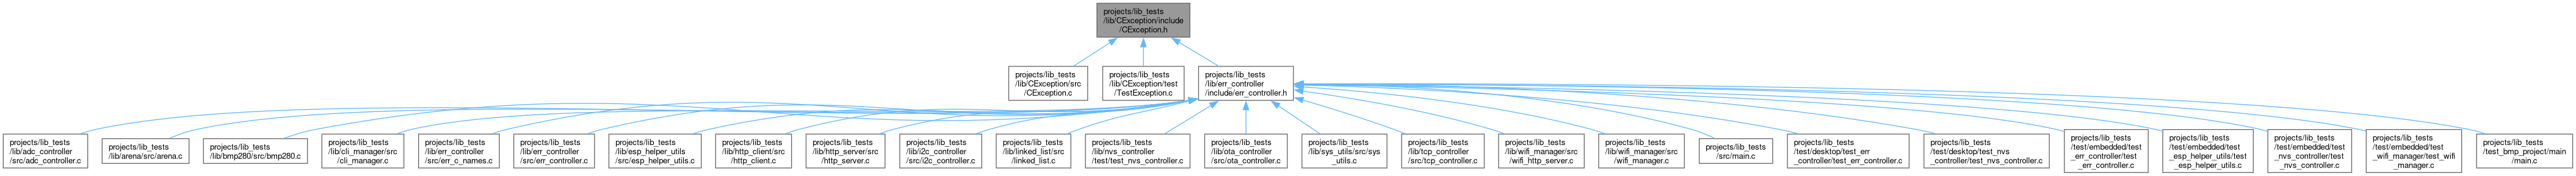 projects/lib_tests
/lib/CException/include
/CException.h
projects/lib_tests
/lib/CException/src
/CException.c
projects/lib_tests
/lib/CException/test
/TestException.c
projects/lib_tests
/lib/err_controller
/include/err_controller.h
projects/lib_tests
/lib/adc_controller
/src/adc_controller.c
projects/lib_tests
/lib/arena/src/arena.c
projects/lib_tests
/lib/bmp280/src/bmp280.c
projects/lib_tests
/lib/cli_manager/src
/cli_manager.c
projects/lib_tests
/lib/err_controller
/src/err_c_names.c
projects/lib_tests
/lib/err_controller
/src/err_controller.c
projects/lib_tests
/lib/esp_helper_utils
/src/esp_helper_utils.c
projects/lib_tests
/lib/http_client/src
/http_client.c
projects/lib_tests
/lib/http_server/src
/http_server.c
projects/lib_tests
/lib/i2c_controller
/src/i2c_controller.c
projects/lib_tests
/lib/linked_list/src
/linked_list.c
projects/lib_tests
/lib/nvs_controller
/test/test_nvs_controller.c
projects/lib_tests
/lib/ota_controller
/src/ota_controller.c
projects/lib_tests
/lib/sys_utils/src/sys
_utils.c
projects/lib_tests
/lib/tcp_controller
/src/tcp_controller.c
projects/lib_tests
/lib/wifi_manager/src
/wifi_http_server.c
projects/lib_tests
/lib/wifi_manager/src
/wifi_manager.c
projects/lib_tests
/src/main.c
projects/lib_tests
/test/desktop/test_err
_controller/test_err_controller.c
projects/lib_tests
/test/desktop/test_nvs
_controller/test_nvs_controller.c
projects/lib_tests
/test/embedded/test
_err_controller/test
_err_controller.c
projects/lib_tests
/test/embedded/test
_esp_helper_utils/test
_esp_helper_utils.c
projects/lib_tests
/test/embedded/test
_nvs_controller/test
_nvs_controller.c
projects/lib_tests
/test/embedded/test
_wifi_manager/test_wifi
_manager.c
projects/lib_tests
/test_bmp_project/main
/main.c